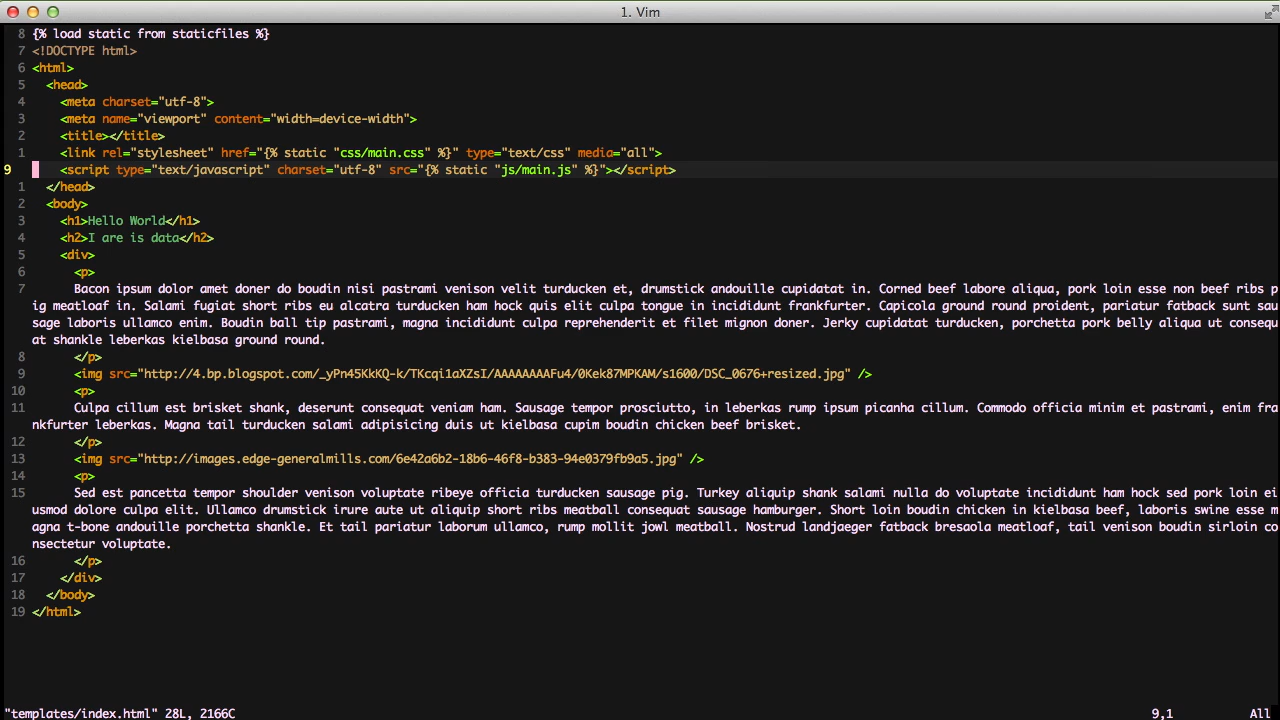 1. Vim
8 {% load static from staticfiles %}
7 <!DOCTYPE html>
6 <html>
5   <head>
4     <meta charset="utf-8">
3     <meta name="viewport" content="width=device-width">
2     <title></title>
1     <link rel="stylesheet" href="{% static "css/main.css" %}" type="text/css" media="all">
9     <script type="text/javascript" charset="utf-8" src="{% static "js/main.js" %}"></script>
1   </head>
2   <body>
3     <h1>Hello World</h1>
4     <h2>I are is data</h2>
5     <div>
6       <p>
7       Bacon ipsum dolor amet doner do boudin nisi pastrami venison velit turducken et, drumstick andouille cupidatat in. Corned beef labore aliqua, pork loin esse non beef ribs p
ig meatloaf in. Salami fugiat short ribs eu alcatra turducken ham hock quis elit culpa tongue in incididunt frankfurter. Capicola ground round proident, pariatur fatback sunt sau
sage laboris ullamco enim. Boudin ball tip pastrami, magna incididunt culpa reprehenderit et filet mignon doner. Jerky cupidatat turducken, porchetta pork belly aliqua ut consequ
at shankle leberkas kielbasa ground round.
8       </p>
9       <img src="http://4.bp.blogspot.com/_yPn45KkKQ-k/TKcqi1aXZsI/AAAAAAAAFu4/0Kek87MPKAM/s1600/DSC_0676+resized.jpg" />
10       <p>
11       Culpa cillum est brisket shank, deserunt consequat veniam ham. Sausage tempor prosciutto, in leberkas rump ipsum picanha cillum. Commodo officia minim et pastrami, enim fra
nkfurter leberkas. Magna tail turducken salami adipisicing duis ut kielbasa cupim boudin chicken beef brisket.
12       </p>
13       <img src="http://images.edge-generalmills.com/6e42a6b2-18b6-46f8-b383-94e0379fb9a5.jpg" />
14       <p>
15       Sed est pancetta tempor shoulder venison voluptate ribeye officia turducken sausage pig. Turkey aliquip shank salami nulla do voluptate incididunt ham hock sed pork loin ei
usmod dolore culpa elit. Ullamco drumstick irure aute ut aliquip short ribs meatball consequat sausage hamburger. Short loin boudin chicken in kielbasa beef, laboris swine esse m
agna t-bone andouille porchetta shankle. Et tail pariatur laborum ullamco, rump mollit jowl meatball. Nostrud landjaeger fatback bresaola meatloaf, tail venison boudin sirloin co
nsectetur voluptate.
16       </p>
17     </div>
18   </body>
19 </html>
"templates/index.html" 28L, 2166C 9,1 All